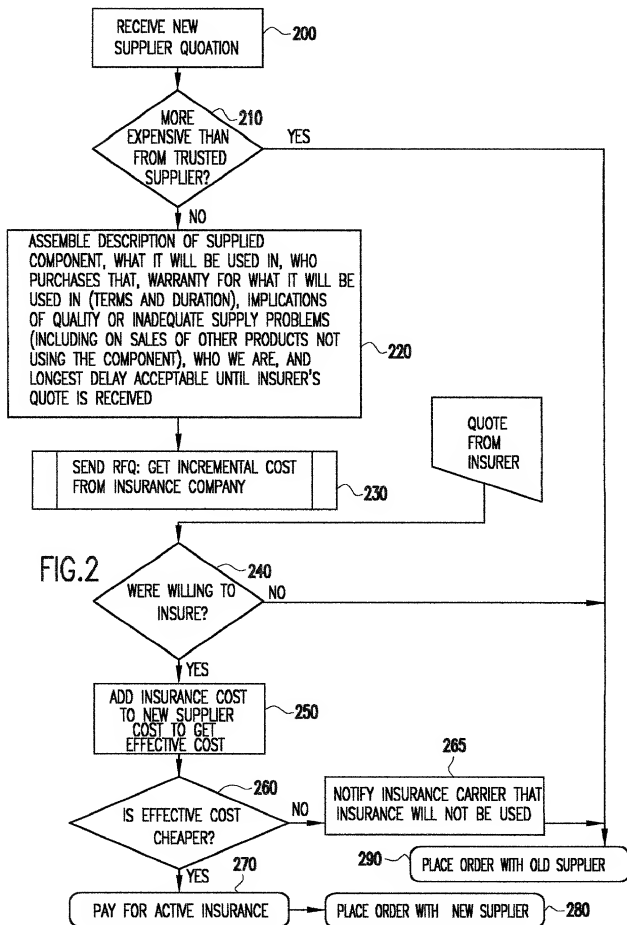 RECEIVE NEW
SUPPLIER QUOATION
200
210
MORE
EXPENSIVE THAN
FROM TRUSTED
SUPPLIER?
YES
NO
ASSEMBLE DESCRIPTION OF SUPPLIED
COMPONENT, WHAT IT WILL BE USED IN, WHO
PURCHASES THAT, WARRANTY FOR WHAT IT WILL BE
USED IN (TERMS AND DURATION), IMPLICATIONS
OF QUALITY OR INADEQUATE SUPPLY PROBLEMS
(INCLUDING ON SALES OF OTHER PRODUCTS NOT
USING THE COMPONENT), WHO WE ARE, AND
LONGEST DELAY ACCEPTABLE UNTIL INSURER'S
QUOTE IS RECEIVED
220
QUOTE
FROM
INSURER
SEND RFQ: GET INCREMENTAL COST
FROM INSURANCE COMPANY
230
FIG.2
240
WERE WILLING TO
INSURE?
NO
YES
ADD INSURANCE COST
TO NEW SUPPLIER
COST TO GET
EFFECTIVE COST
250
260
IS EFFECTIVE COST
CHEAPER?
NO
265
NOTIFY INSURANCE CARRIER THAT
INSURANCE WILL NOT BE USED
290
PLACE ORDER WITH OLD SUPPLIER
YES
270
PAY FOR ACTIVE INSURANCE
PLACE ORDER WITH NEW SUPPLIER
280